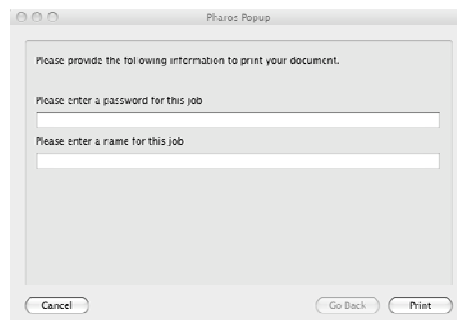 Pharos Popup
Please provide the following information to print your document.
Please enter a password for this job
Please enter a name for this job
Cancel
Go Back
Print